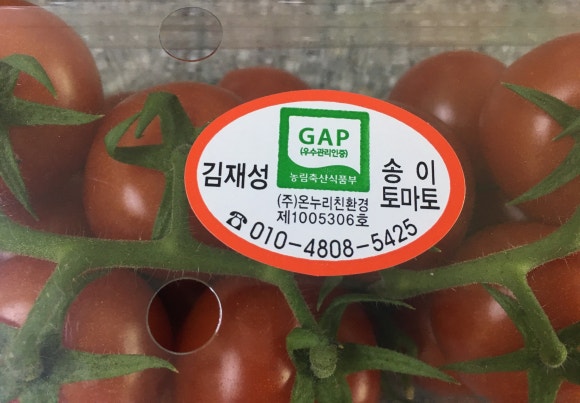 GAP
(우수관리인증)
농림축산식품부
김재성
송이
토마토
(주)온누리친환경
제1005306호
☎ 010-4808-5425